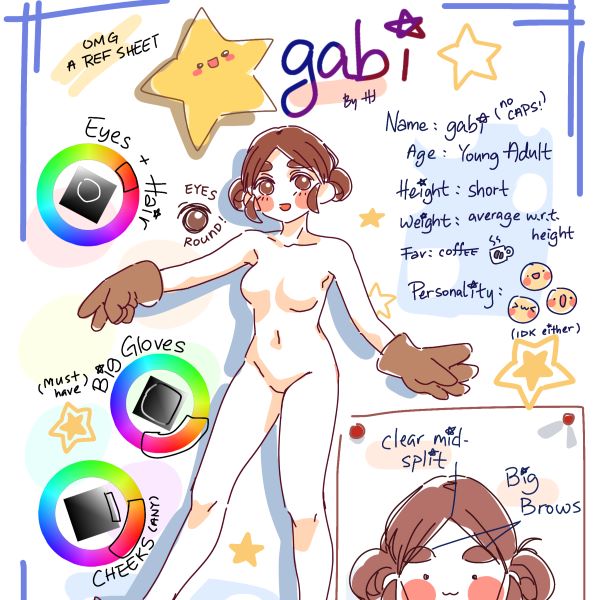 OMG
A REF SHEET
gabi
By HJ
Eyes + Hair
EYES
ROUND!
Name: gabi (no CAPS!)
Age: Young Adult
Height: short
Weight: average w.r.t.
height
Fav: coffee
Personality:
>w<
(IDK either)
(Must have) BIG Gloves
CHEEKS (ANY)
clear mid-
split
Big
Brows